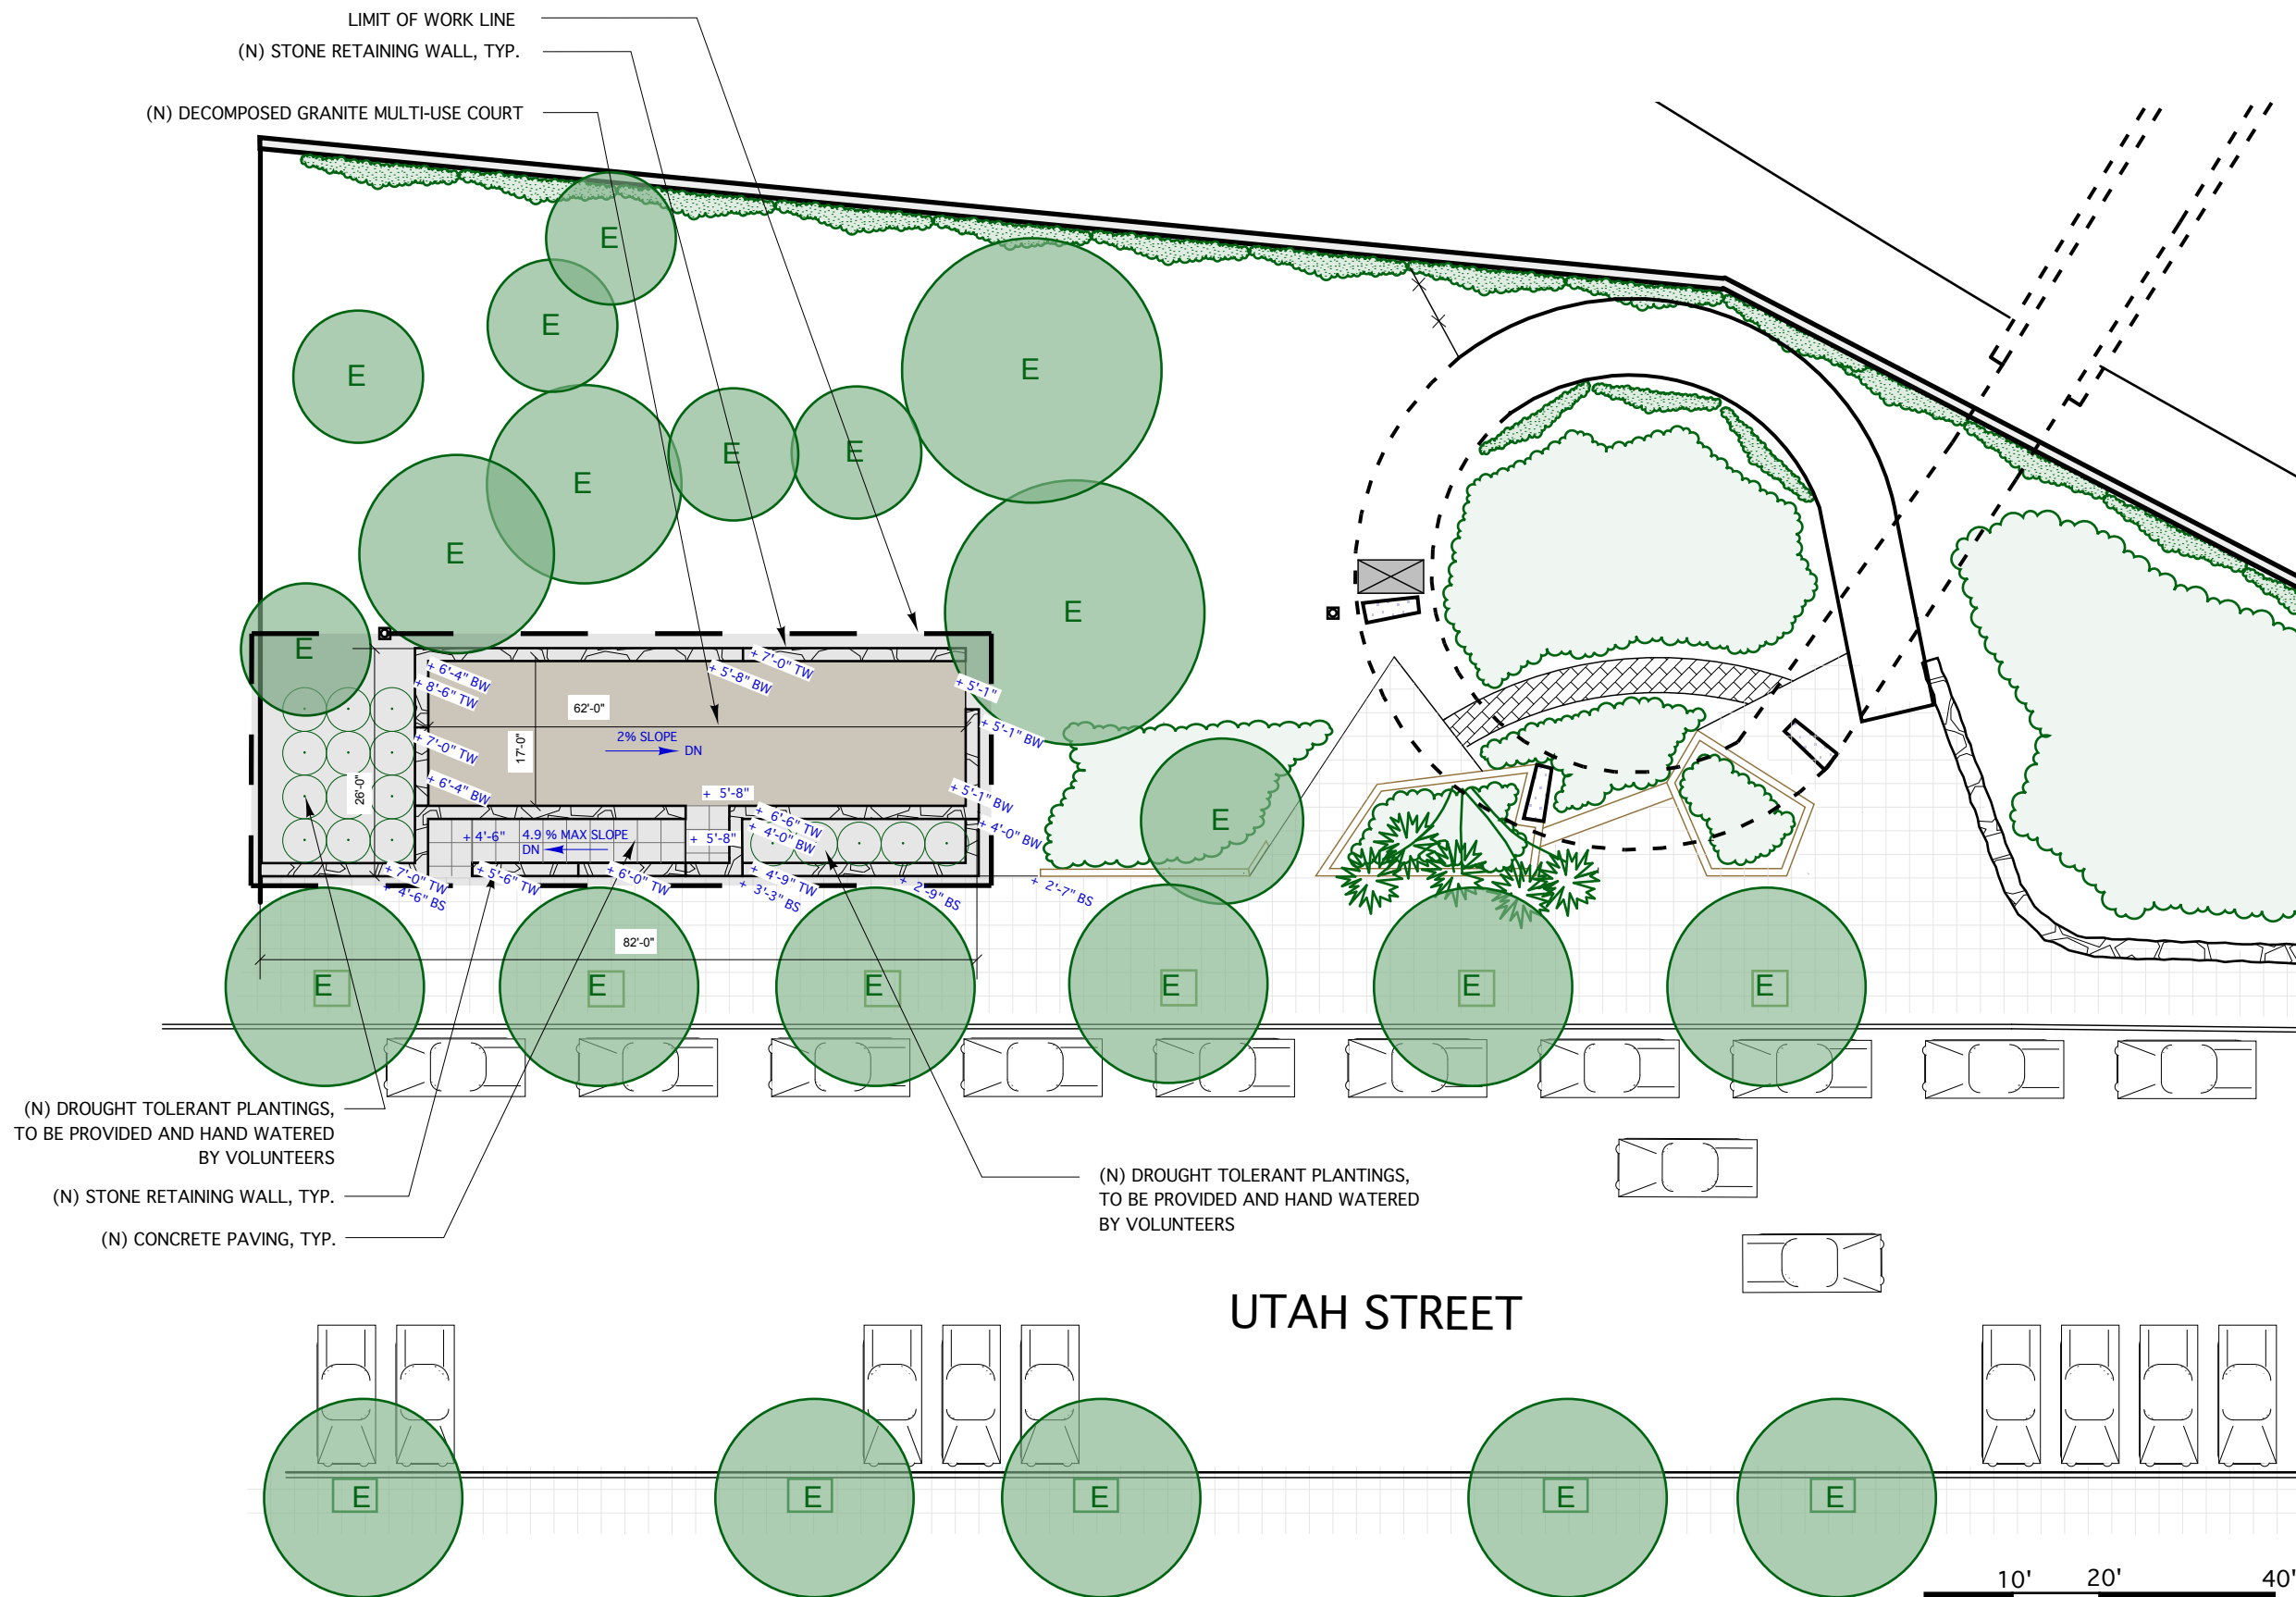 LIMIT OF WORK LINE
(N) STONE RETAINING WALL, TYP.
(N) DECOMPOSED GRANITE MULTI-USE COURT
E
E
E
E
E
E
E
E
E
E
E
+ 6'-4" BW
+ 8'-6" TW
+ 5'-8" BW
+ 7'-0" TW
+ 5'-1"
+ 5'-1" BW
62'-0"
17'-0"
2% SLOPE
DN
+ 7'-0" TW
+ 6'-4" BW
26'-0"
+ 5'-8"
+ 5'-1" BW
+ 6'-6" TW
+ 4'-0" BW
+ 4'-0" BW
+ 4'-6"
4.9 % MAX SLOPE
DN
+ 5'-8"
+ 7'-0" TW
+ 4'-6" BS
+ 5'-6" TW
+ 6'-0" TW
+ 4'-9" TW
+ 3'-3" BS
+ 2'-9" BS
+ 2'-7" BS
82'-0"
E
E
E
E
E
E
(N) DROUGHT TOLERANT PLANTINGS,
TO BE PROVIDED AND HAND WATERED
BY VOLUNTEERS
(N) STONE RETAINING WALL, TYP.
(N) CONCRETE PAVING, TYP.
(N) DROUGHT TOLERANT PLANTINGS,
TO BE PROVIDED AND HAND WATERED
BY VOLUNTEERS
UTAH STREET
E
E
E
E
E
10'
20'
40'